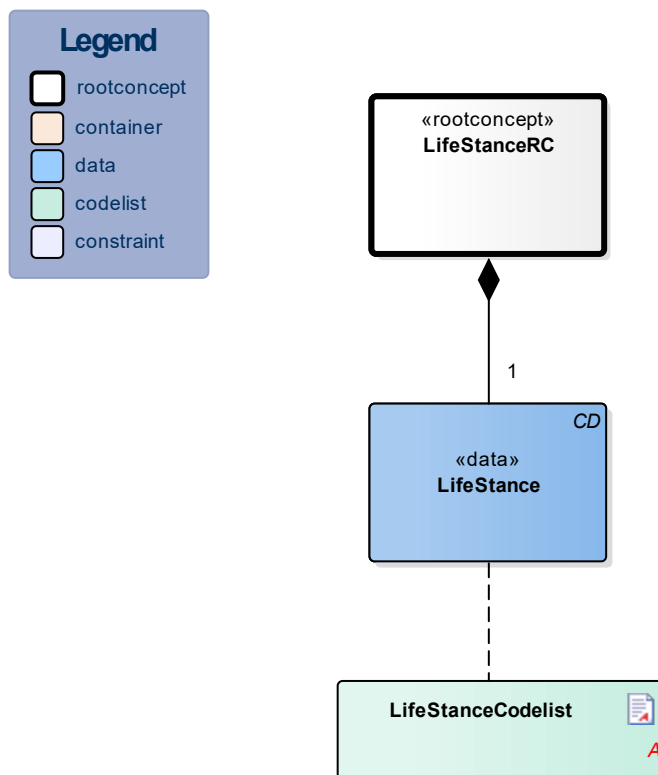 Legend
rootconcept
container
data
codelist
constraint
«rootconcept»
LifeStanceRC
1
CD
«data»
LifeStance
LifeStanceCodelist
A